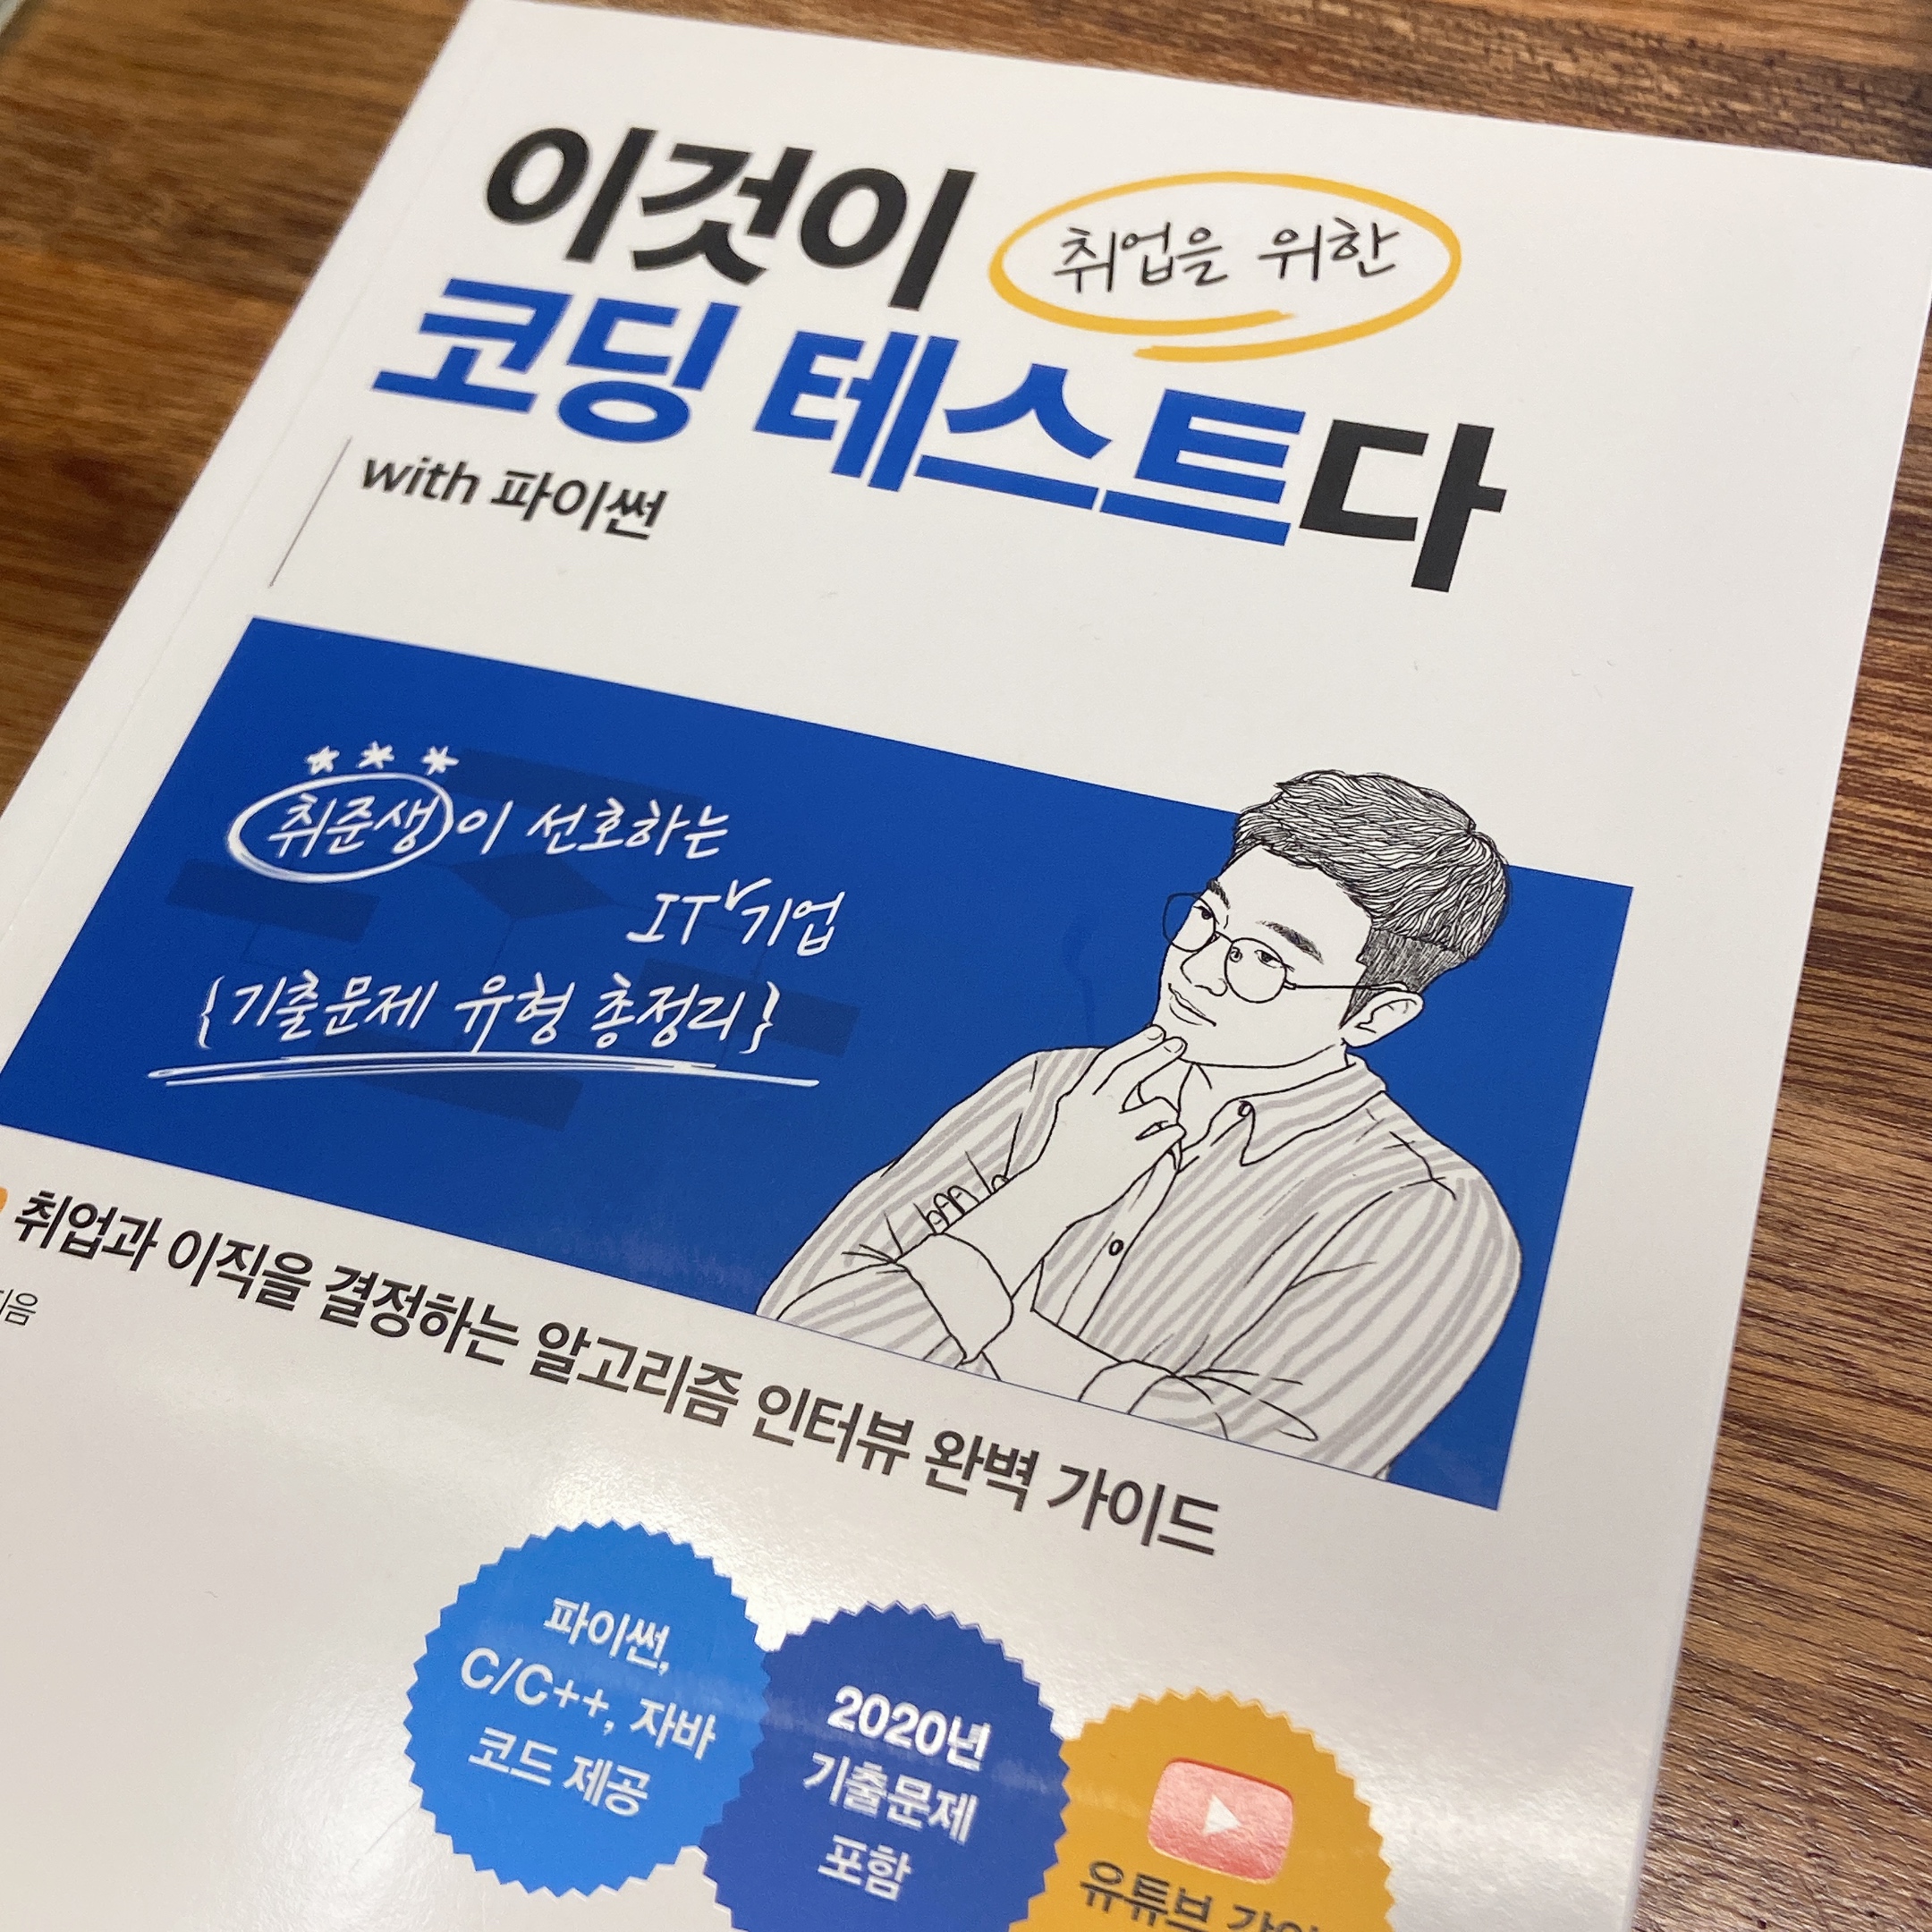 이것이
취업을 위한
코딩 테스트다
with 파이썬
취준생이 선호하는
IT 기업
{기출문제 유형 총정리}
취업과 이직을 결정하는 알고리즘 인터뷰 완벽 가이드
파이썬,
C/C++, 자바
코드 제공
2020년
기출문제
포함
유튜브